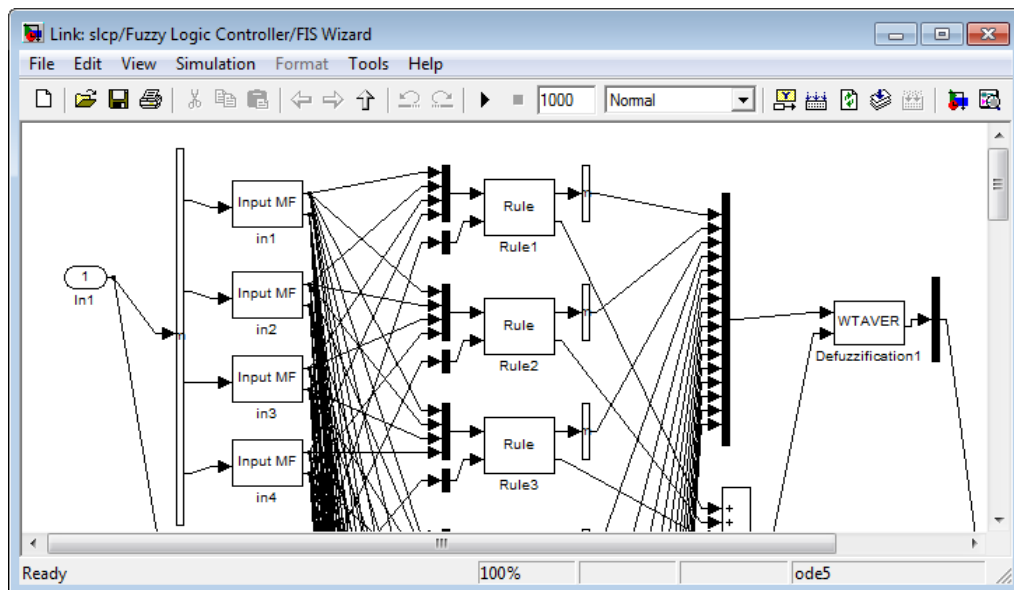 Link: slcp/Fuzzy Logic Controller/FIS Wizard
File Edit View Simulation Format Tools Help
1000 Normal
1
In1
Input MF
in1
Input MF
in2
Input MF
in3
Input MF
in4
Rule
Rule1
Rule
Rule2
Rule
Rule3
WTAVER
Defuzzification1
+
+
Ready 100% ode5